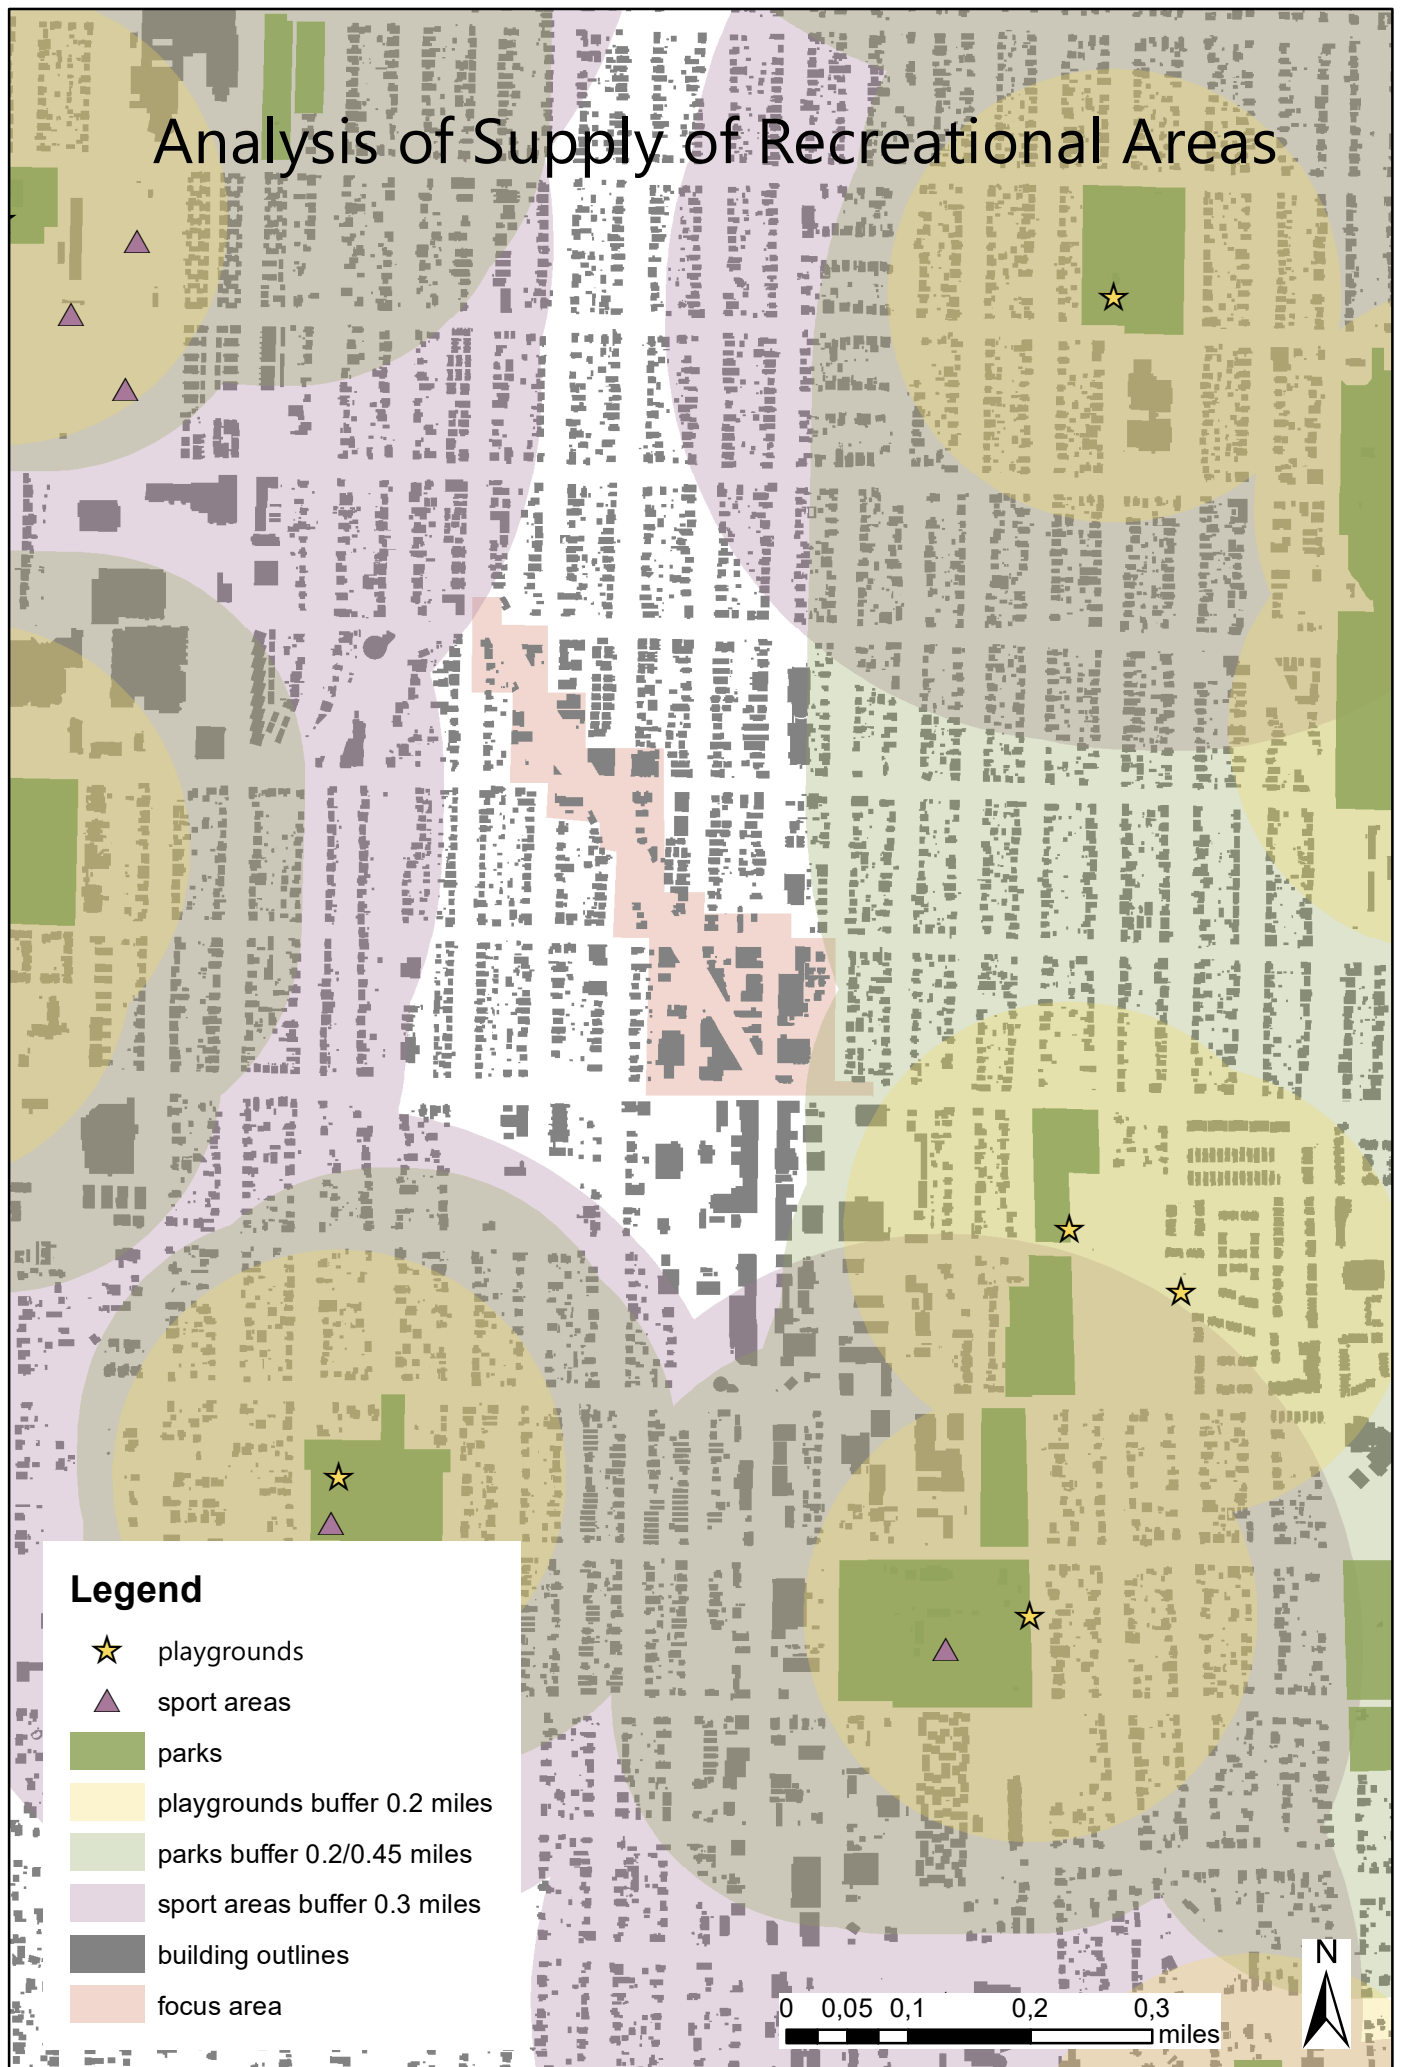 Analysis of Supply of Recreational Areas
Legend
playgrounds
sport areas
parks
playgrounds buffer 0.2 miles
parks buffer 0.2/0.45 miles
sport areas buffer 0.3 miles
building outlines
focus area
N
0 0,05 0,1 0,2 0,3
miles